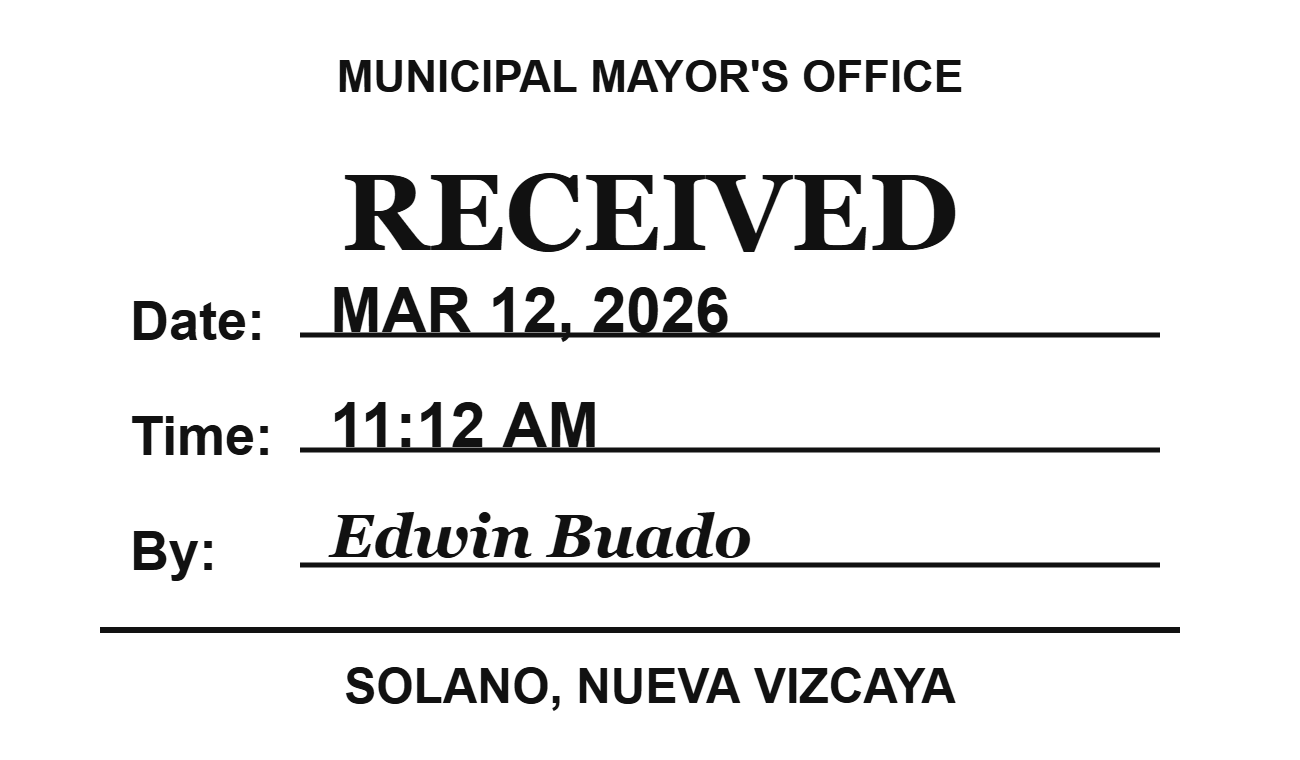 MUNICIPAL MAYOR'S OFFICE
RECEIVED
Date: MAR 12, 2026
Time: 11:12 AM
By: Edwin Buado
SOLANO, NUEVA VIZCAYA